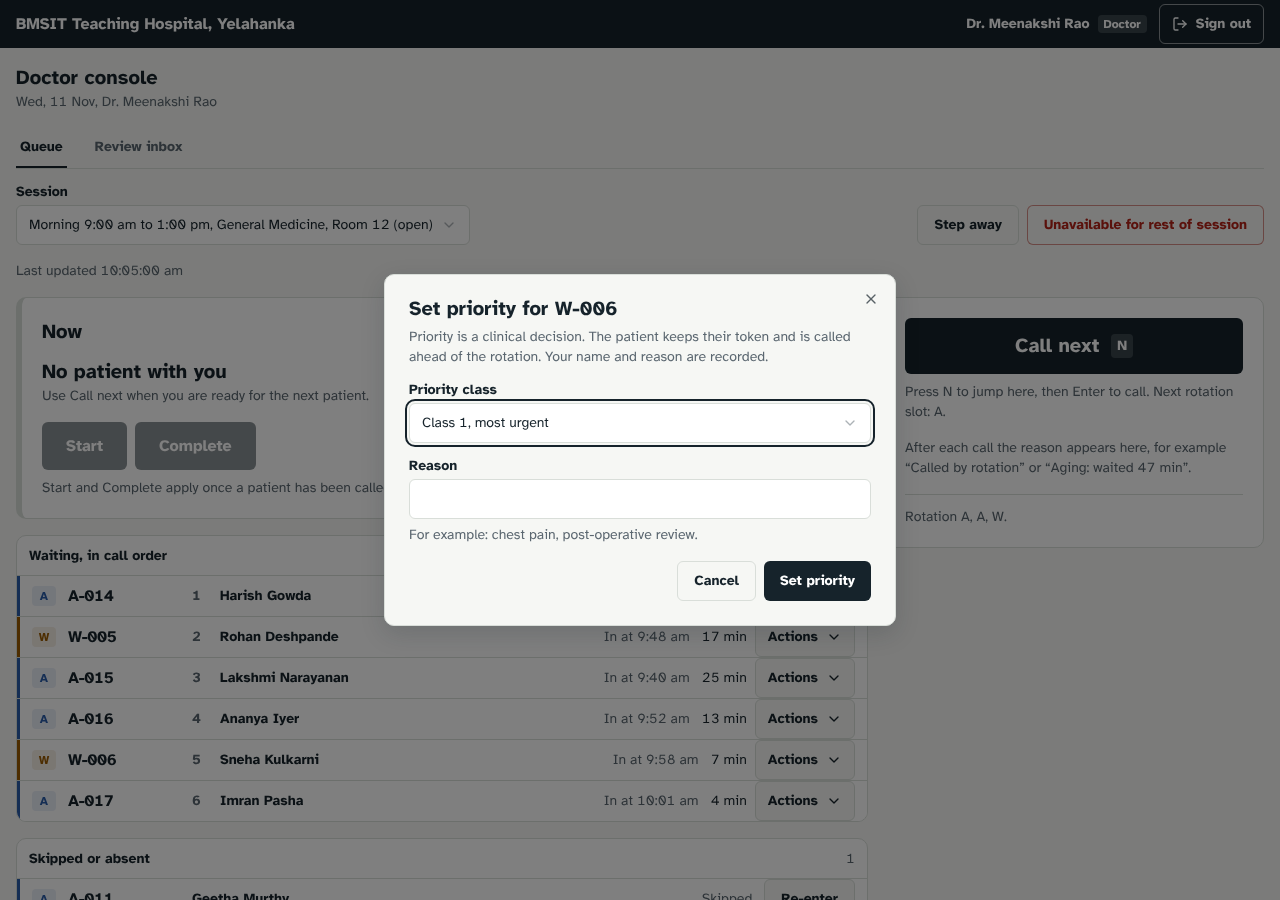 BMSIT Teaching Hospital, Yelahanka
Dr. Meenakshi Rao Doctor Sign out
Doctor console
Wed, 11 Nov, Dr. Meenakshi Rao
Queue Review inbox
Session
Morning 9:00 am to 1:00 pm, General Medicine, Room 12 (open)
Step away Unavailable for rest of session
Last updated 10:05:00 am
Now
No patient with you
Use Call next when you are ready for the next patient.
Start Complete
Start and Complete apply once a patient has been calle
Set priority for W-006
Priority is a clinical decision. The patient keeps their token and is called
ahead of the rotation. Your name and reason are recorded.
Priority class
Class 1, most urgent
Reason
For example: chest pain, post-operative review.
Cancel Set priority
Call next N
Press N to jump here, then Enter to call. Next rotation
slot: A.
After each call the reason appears here, for example
“Called by rotation” or “Aging: waited 47 min”.
Rotation A, A, W.
Waiting, in call order
A A-014 1 Harish Gowda
W W-005 2 Rohan Deshpande In at 9:48 am 17 min Actions
A A-015 3 Lakshmi Narayanan In at 9:40 am 25 min Actions
A A-016 4 Ananya Iyer In at 9:52 am 13 min Actions
W W-006 5 Sneha Kulkarni In at 9:58 am 7 min Actions
A A-017 6 Imran Pasha In at 10:01 am 4 min Actions
Skipped or absent 1
A A-011 Geetha Murthy Skipped Re-enter